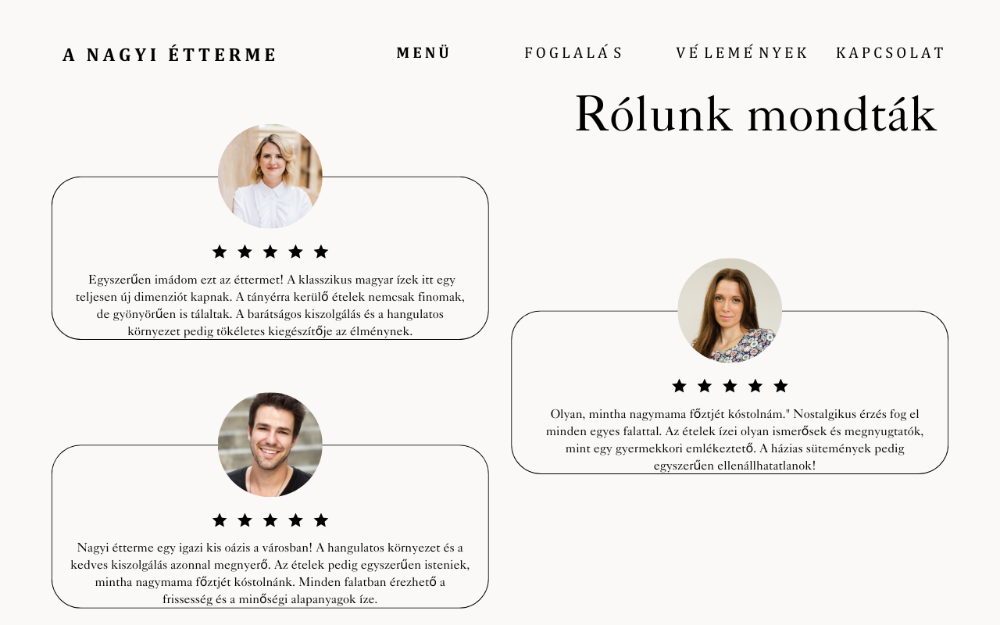 A NAGYI ÉTTERME
MENÜ
FOGLALÁS
VÉLEMÉNYEK
KAPCSOLAT
Rólunk mondták
Egyszerűen imádom ezt az éttermet! A klasszikus magyar ízek itt egy
teljesen új dimenziót kapnak. A tányérra kerülő ételek nemcsak finomak,
de gyönyörűen is tálaltak. A barátságos kiszolgálás és a hangulatos
környezet pedig tökéletes kiegészítője az élménynek.
Olyan, mintha nagymama főztjét kóstolnám." Nostalgikus érzés fog el
minden egyes falattal. Az ételek ízei olyan ismerősek és megnyugtatók,
mint egy gyermekkori emlékeztető. A házias sütemények pedig
egyszerűen ellenállhatatlanok!
Nagyi étterme egy igazi kis oázis a városban! A hangulatos környezet és a
kedves kiszolgálás azonnal megnyerő. Az ételek pedig egyszerűen isteniek,
mintha nagymama főztjét kóstolnánk. Minden falatban érezhető a
frissesség és a minőségi alapanyagok íze.